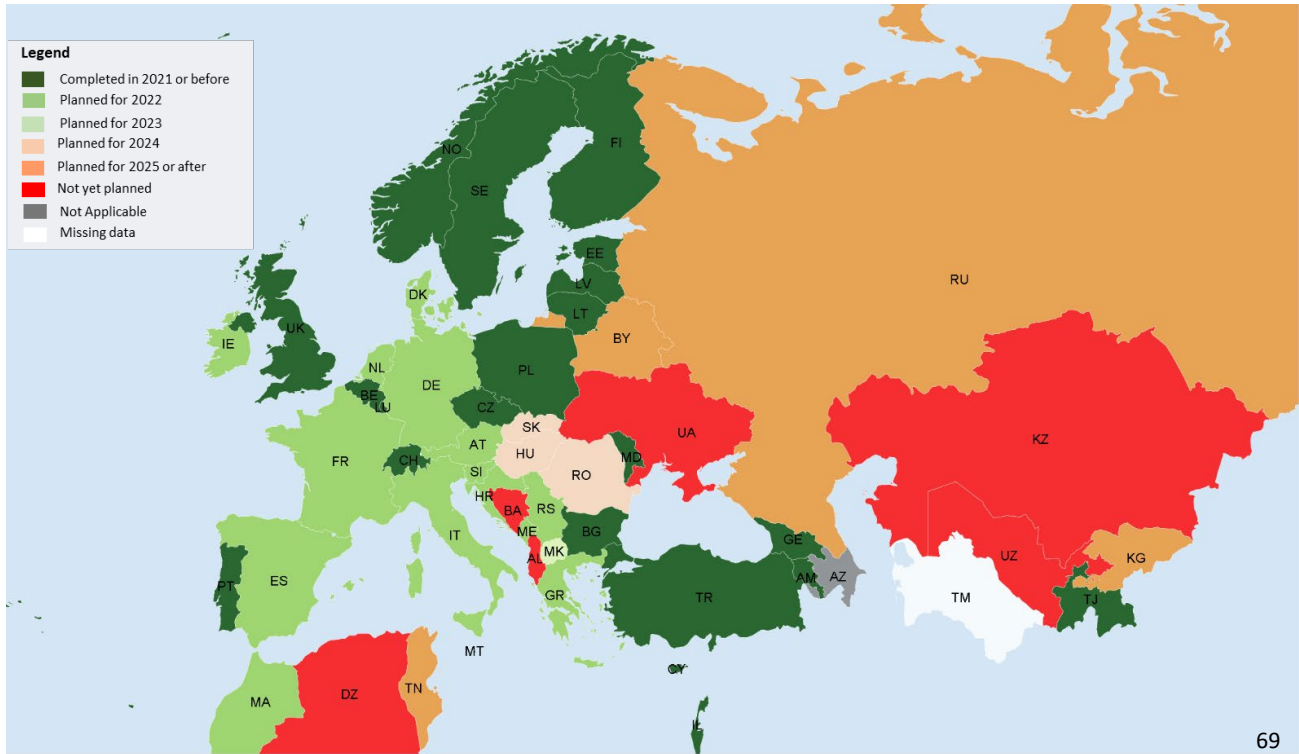 Legend
Completed in 2021 or before
Planned for 2022
Planned for 2023
Planned for 2024
Planned for 2025 or after
Not yet planned
Not Applicable
Missing data
NO
FI
SE
EE
LV
LT
RU
DK
IE
UK
BY
NL
DE
PL
BE
LU
CZ
UA
KZ
SK
AT
HU
MD
FR
CH
RO
SI
HR
BA
RS
IT
ME
BG
MK
AL
GE
UZ
KG
AM
AZ
PT
ES
GR
TR
TM
TJ
MT
CY
MA
DZ
TN
IL
69